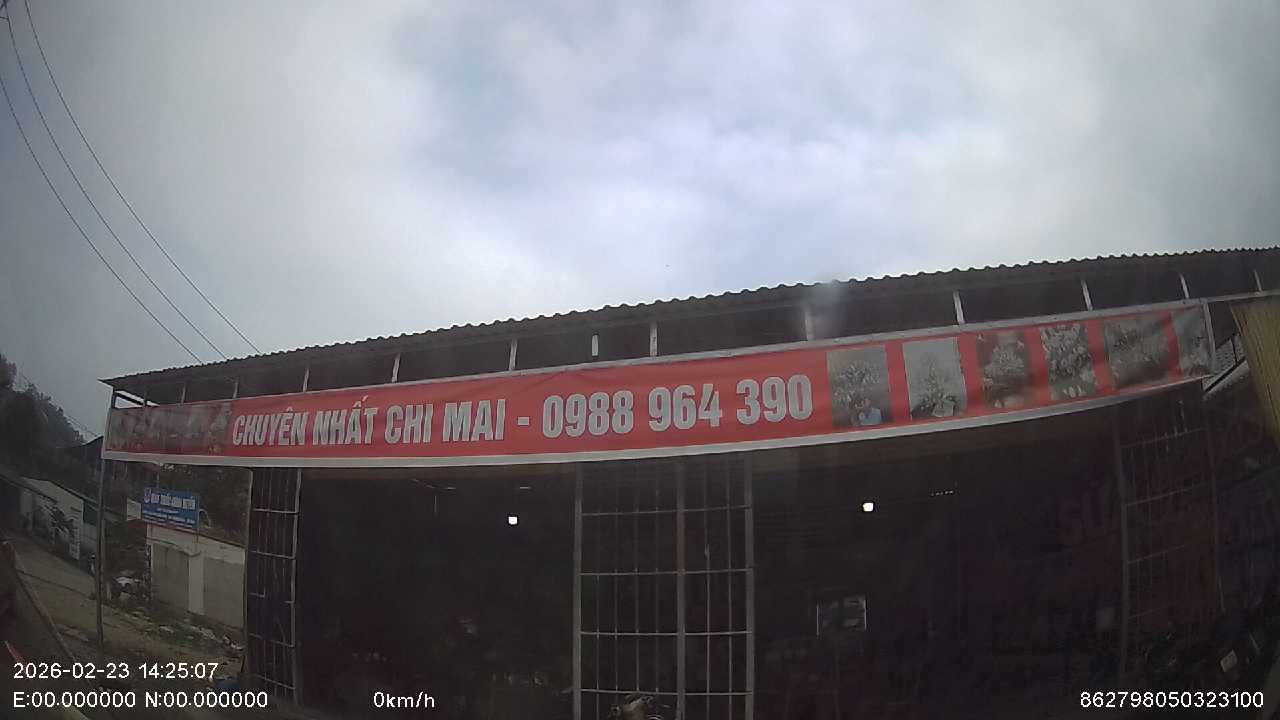 CHUYÊN NHẤT CHI MAI - 0988 964 390
2026-02-23 14:25:07
E:00.000000 N:00.000000
0km/h
862798050323100